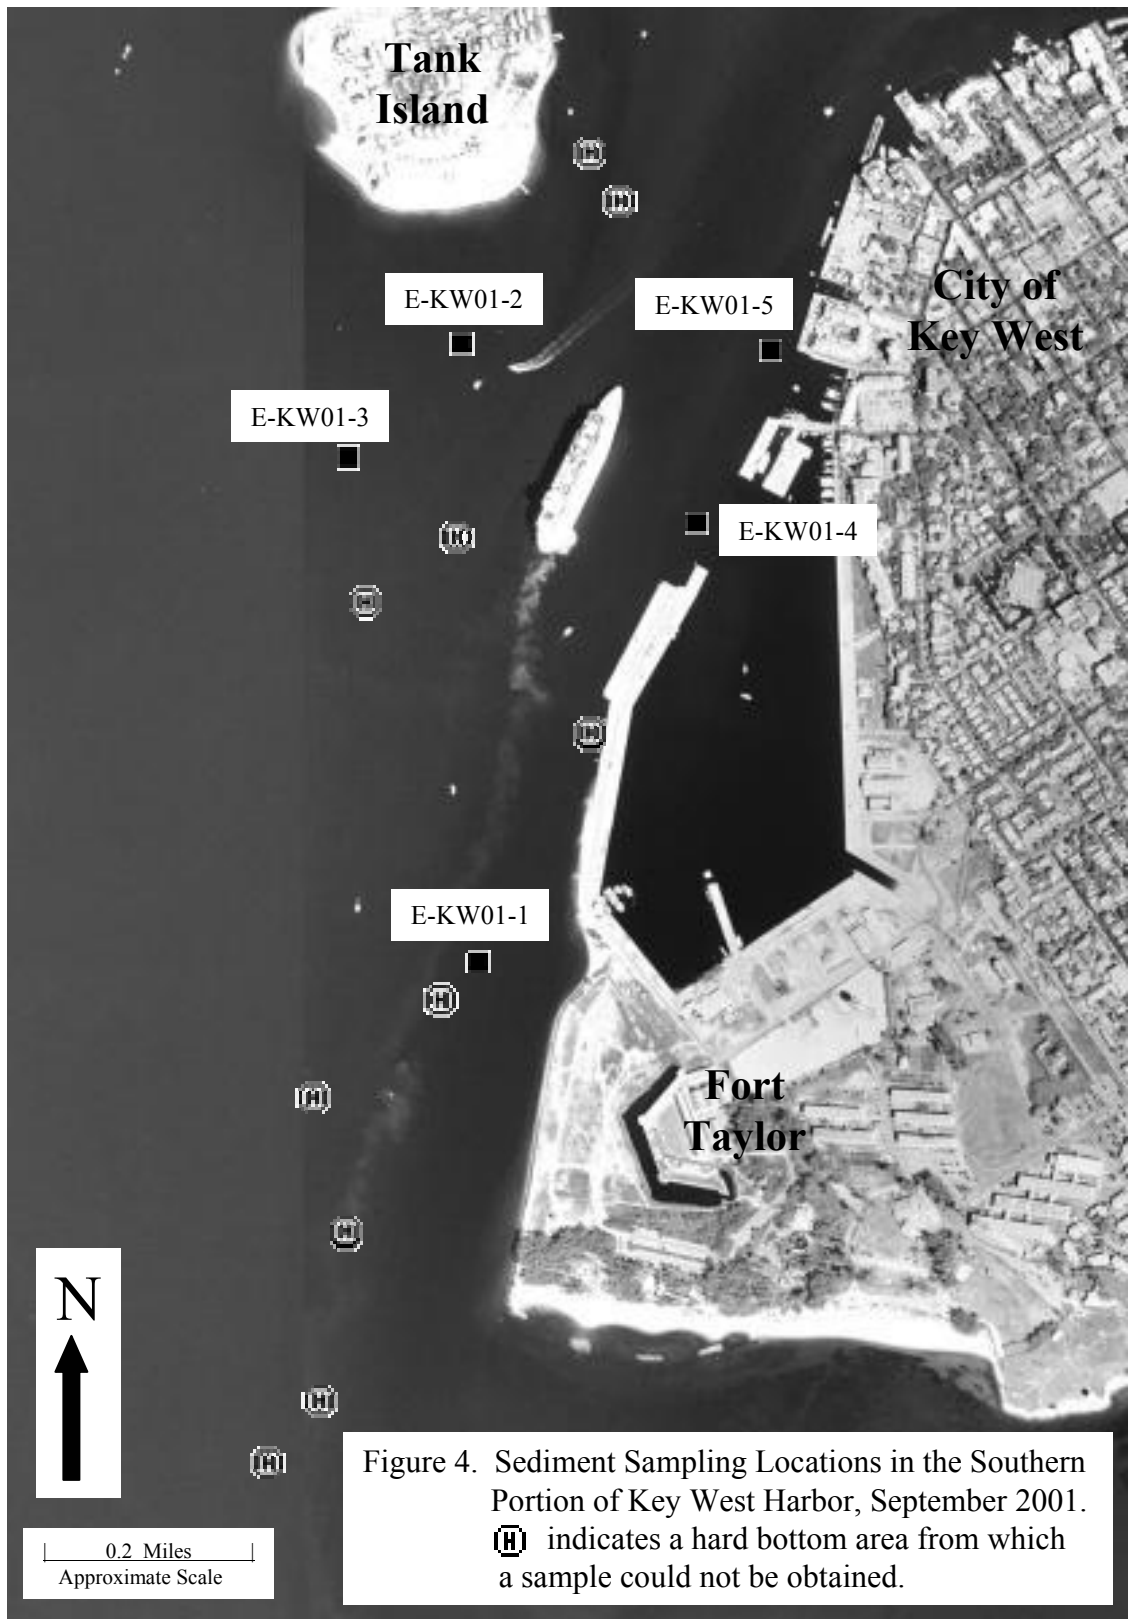 Tank
Island
H
H
E-KW01-2
E-KW01-5
City of
Key West
E-KW01-3
E-KW01-4
H
H
H
E-KW01-1
H
H
Fort
Taylor
H
N
H
H
Figure 4. Sediment Sampling Locations in the Southern
Portion of Key West Harbor, September 2001.
H indicates a hard bottom area from which
a sample could not be obtained.
0.2 Miles
Approximate Scale